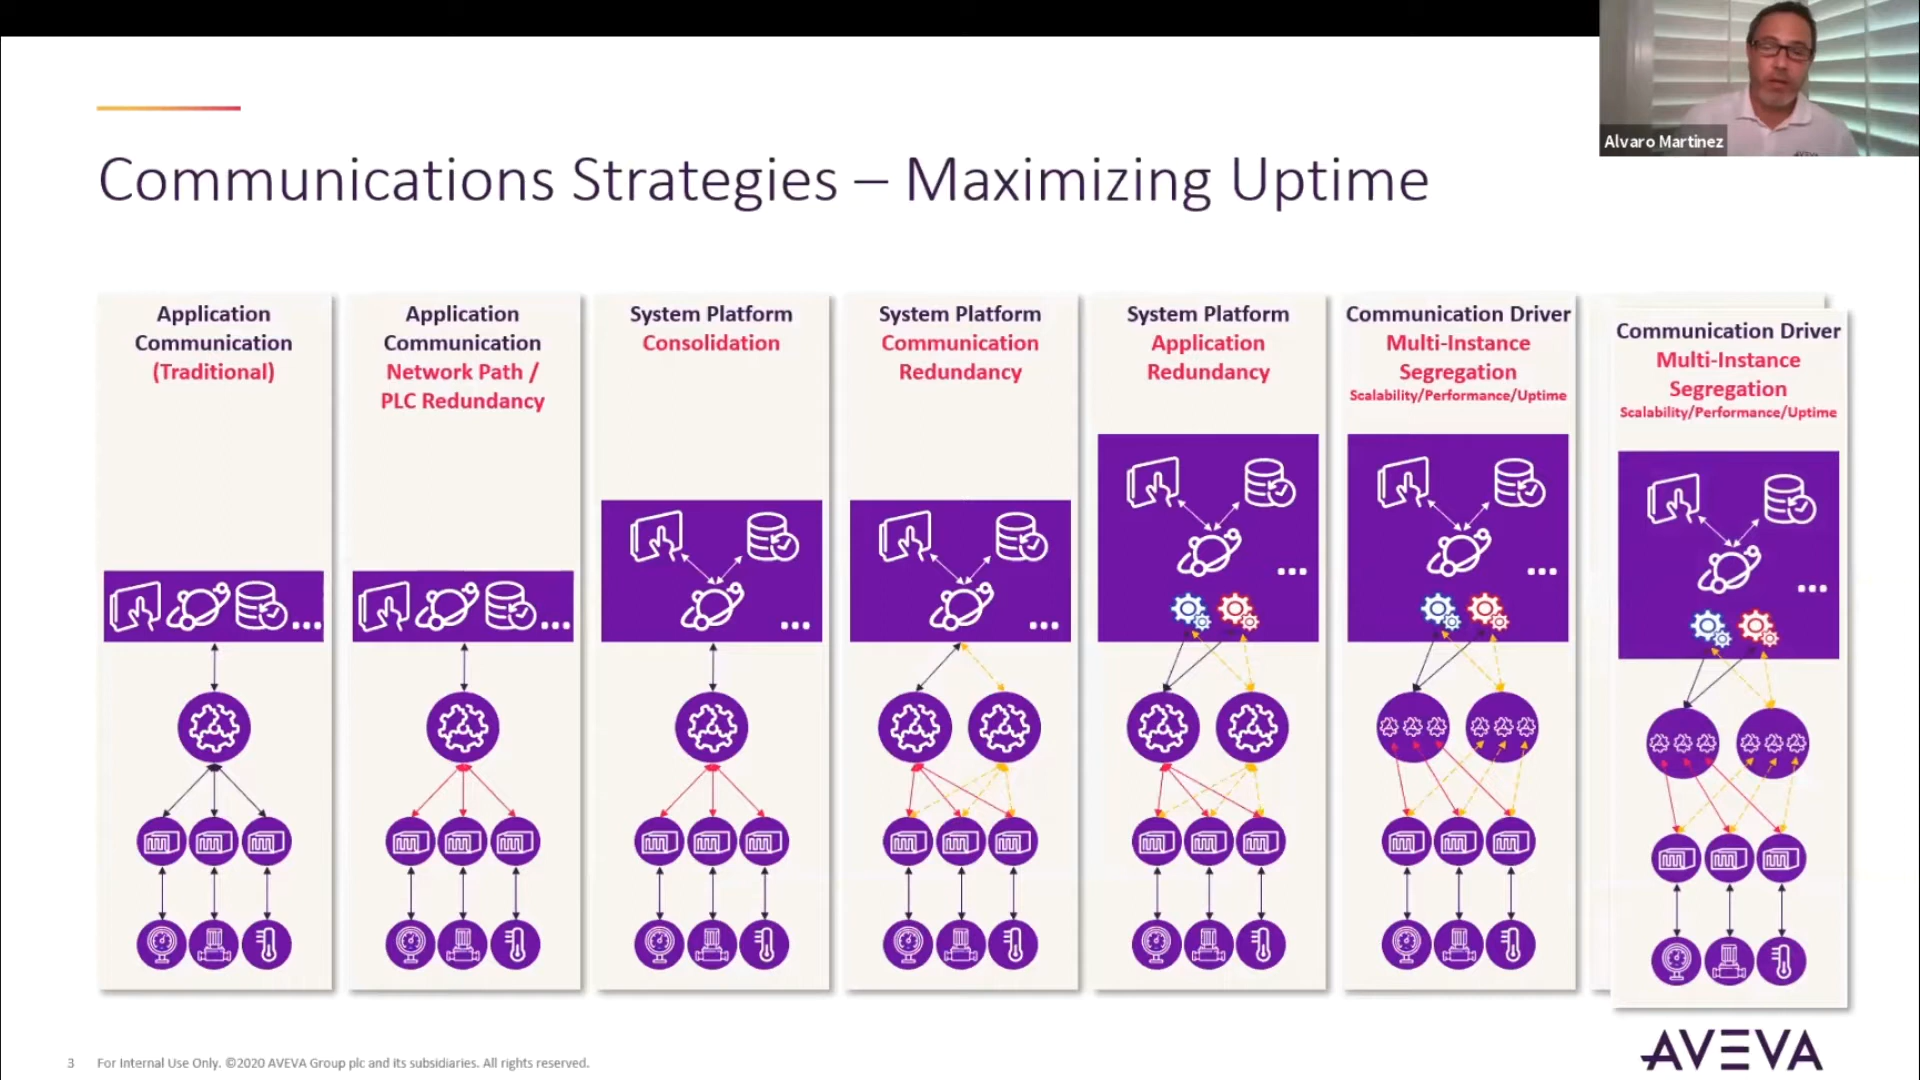 Alvaro Martinez
Communications Strategies – Maximizing Uptime
Application
Communication
(Traditional)
Application
Communication
Network Path /
PLC Redundancy
System Platform
Consolidation
System Platform
Communication
Redundancy
System Platform
Application
Redundancy
Communication Driver
Multi-Instance
Segregation
Scalability/Performance/Uptime
Communication Driver
Multi-Instance
Segregation
Scalability/Performance/Uptime
...
...
...
...
...
...
...
3 For Internal Use Only. ©2020 AVEVA Group plc and its subsidiaries. All rights reserved.
AVEVA